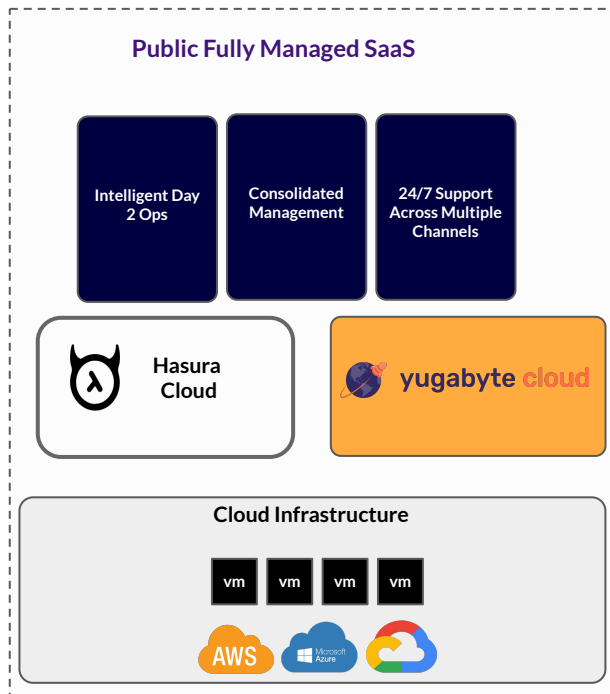 Public Fully Managed SaaS
Intelligent Day
2 Ops
Consolidated
Management
24/7 Support
Across Multiple
Channels
Hasura
Cloud
yugabyte cloud
Cloud Infrastructure
vm vm vm vm
AWS
Microsoft
Azure